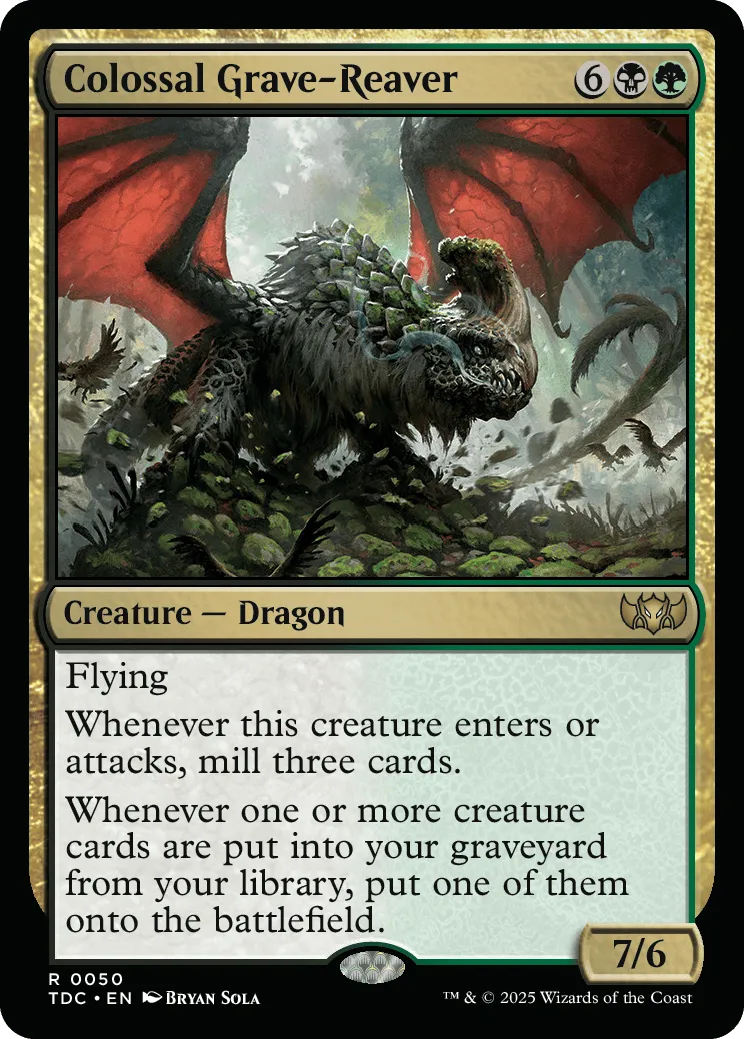 Colossal Grave-Reaver 6
Creature — Dragon
Flying
Whenever this creature enters or
attacks, mill three cards.
Whenever one or more creature
cards are put into your graveyard
from your library, put one of them
onto the battlefield.
7/6
R 0050
TDC • EN Bryan Sola
™ & © 2025 Wizards of the Coast